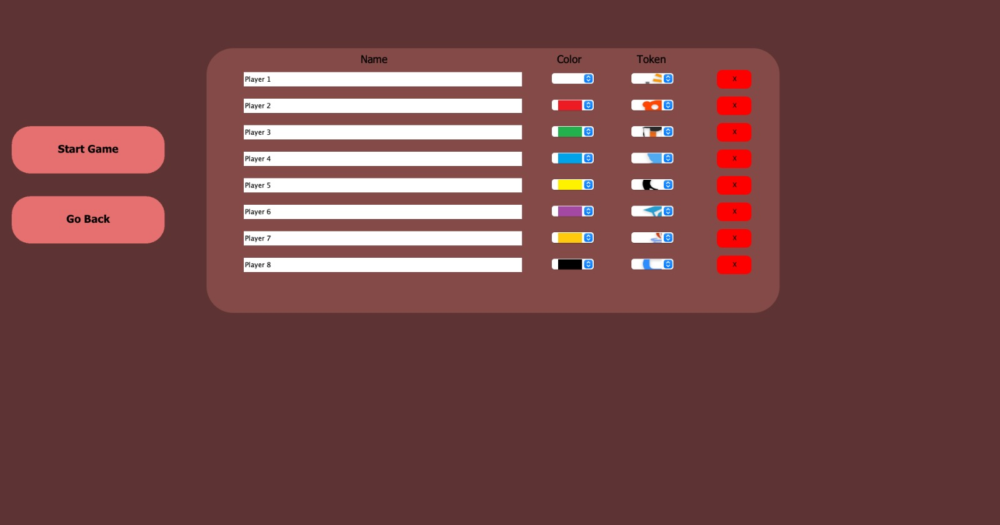 Name Color Token
Player 1 X
Player 2 X
Player 3 X
Start Game
Player 4 X
Player 5 X
Go Back
Player 6 X
Player 7 X
Player 8 X